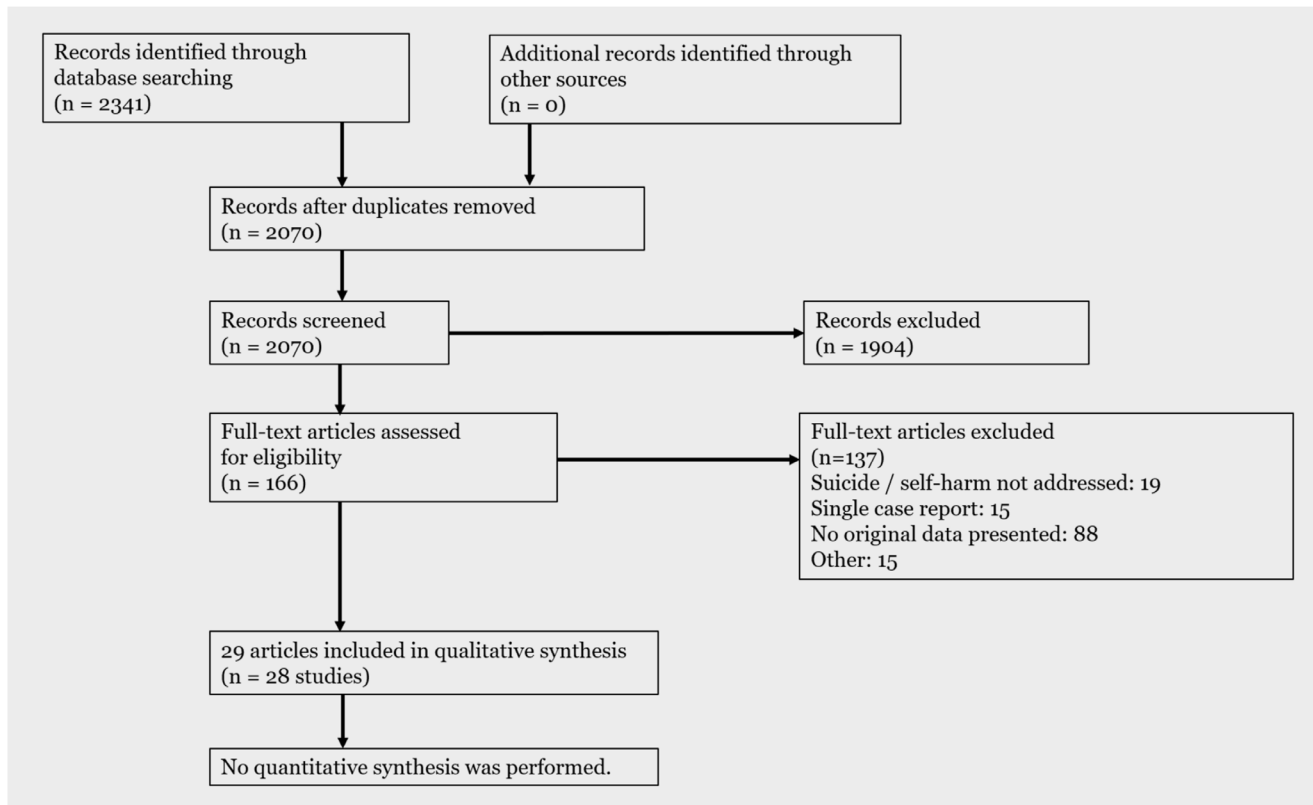 Records identified through
database searching
(n = 2341)
Additional records identified through
other sources
(n = 0)
Records after duplicates removed
(n = 2070)
Records screened
(n = 2070)
Records excluded
(n = 1904)
Full-text articles assessed
for eligibility
(n = 166)
Full-text articles excluded
(n=137)
Suicide / self-harm not addressed: 19
Single case report: 15
No original data presented: 88
Other: 15
29 articles included in qualitative synthesis
(n = 28 studies)
No quantitative synthesis was performed.